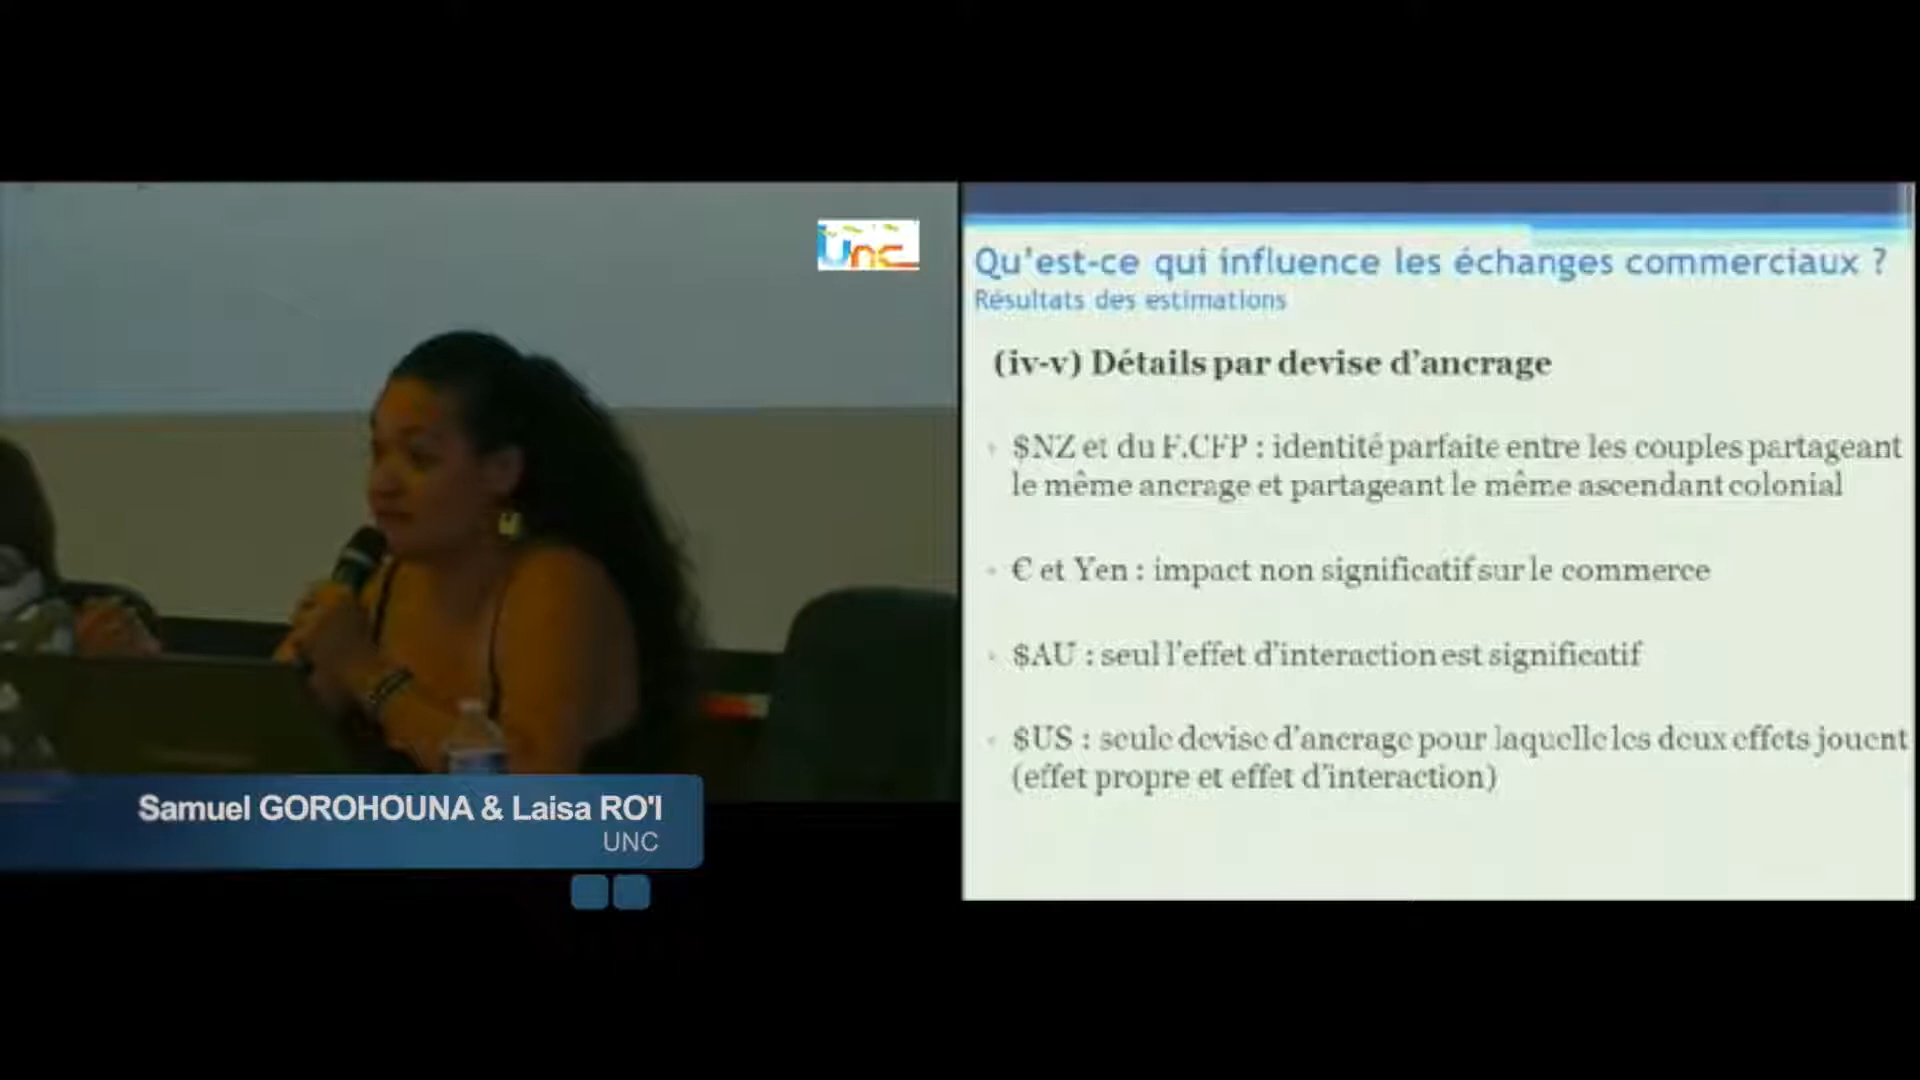 Unc
Qu'est-ce qui influence les échanges commerciaux ?
Résultats des estimations
(iv-v) Détails par devise d'ancrage
$NZ et du F.CFP : identité parfaite entre les couples partageant
le même ancrage et partageant le même ascendant colonial
€ et Yen : impact non significatif sur le commerce
$AU : seul l'effet d'interaction est significatif
$US : seule devise d'ancrage pour laquelle les deux effets jouent
(effet propre et effet d'interaction)
Samuel GOROHOUNA & Laisa RO'I
UNC